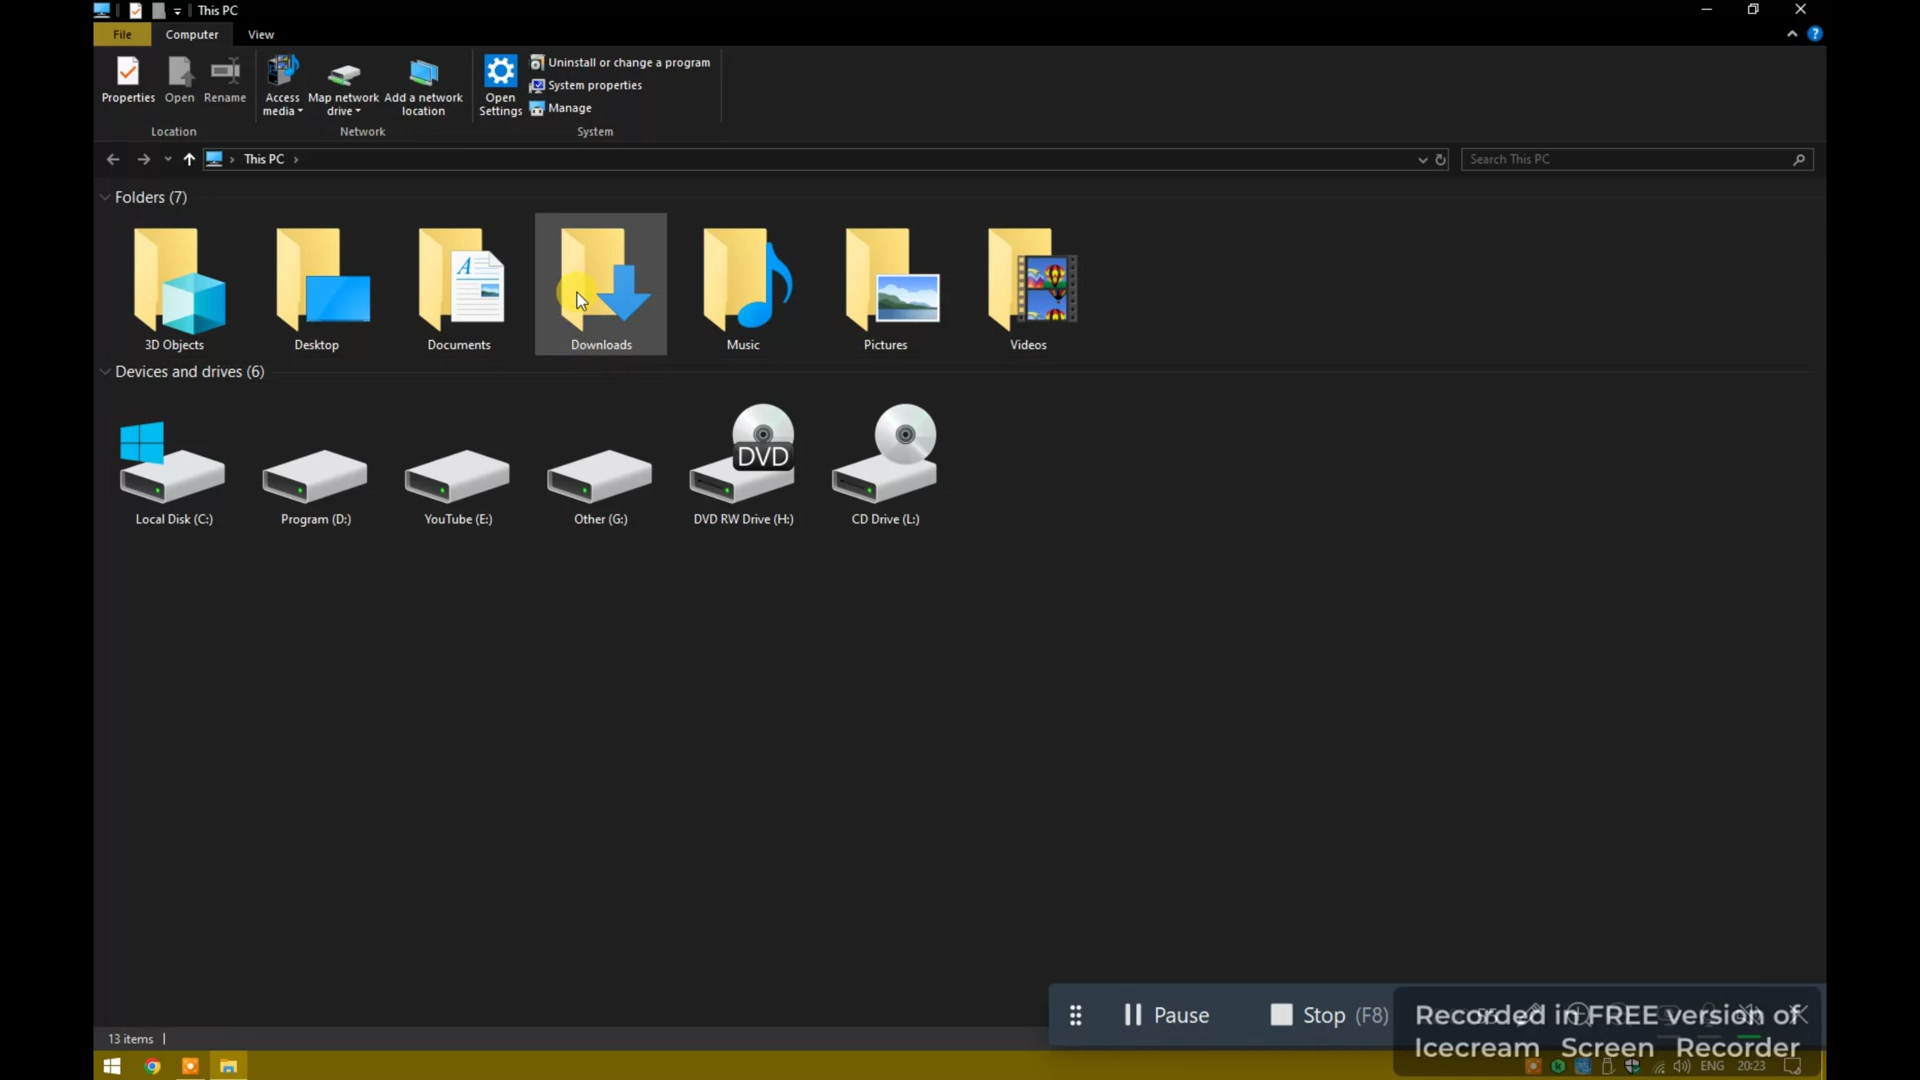 This PC
File
Computer
View
Properties
Open
Rename
Access media
Map network drive
Add a network location
Open Settings
Uninstall or change a program
System properties
Manage
Location
Network
System
This PC
Search This PC
Folders (7)
3D Objects
Desktop
Documents
Downloads
Music
Pictures
Videos
Devices and drives (6)
DVD
Local Disk (C:)
Program (D:)
YouTube (E:)
Other (G:)
DVD RW Drive (H:)
CD Drive (L:)
Pause
Stop (F8)
Recorded in FREE version of
Icecream Screen Recorder
13 items
ENG
20:23